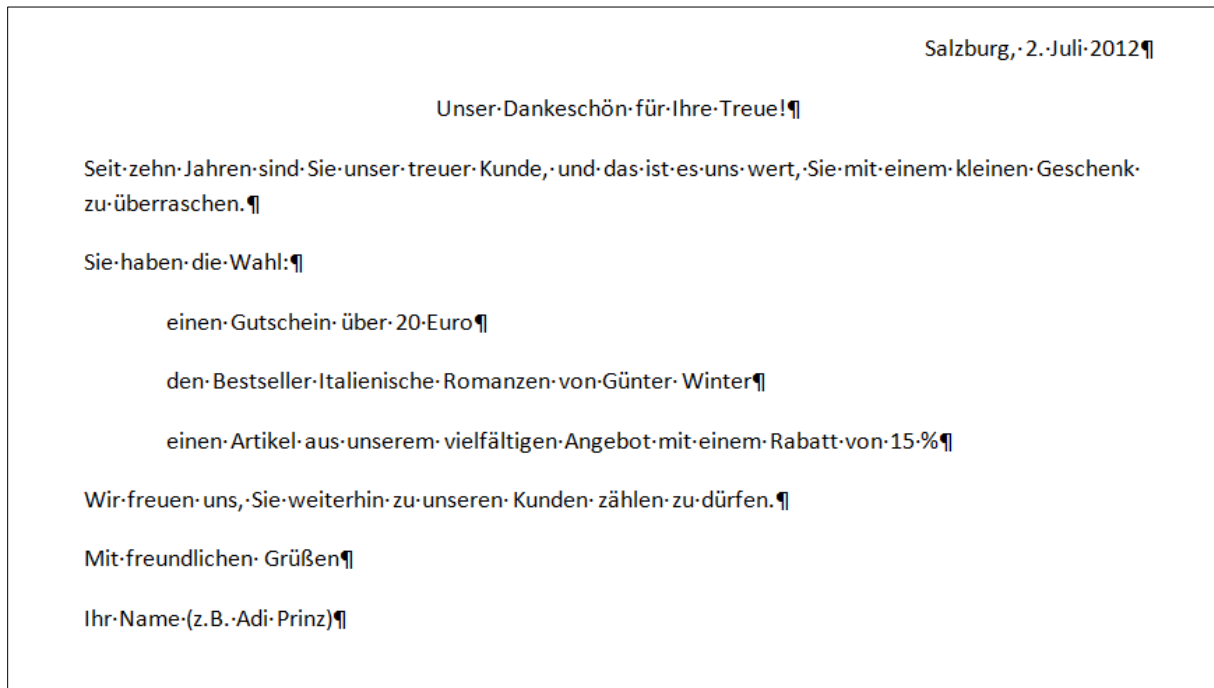 Salzburg,·2.·Juli·2012¶
Unser·Dankeschön·für·Ihre·Treue!¶
Seit·zehn·Jahren·sind·Sie·unser·treuer·Kunde,·und·das·ist·es·uns·wert,·Sie·mit·einem·kleinen·Geschenk·
zu·überraschen.¶
Sie·haben·die·Wahl:¶
einen·Gutschein·über·20·Euro¶
den·Bestseller·Italienische·Romanzen·von·Günter·Winter¶
einen·Artikel·aus·unserem·vielfältigen·Angebot·mit·einem·Rabatt·von·15·%¶
Wir·freuen·uns,·Sie·weiterhin·zu·unseren·Kunden·zählen·zu·dürfen.¶
Mit·freundlichen·Grüßen¶
Ihr·Name·(z.B.·Adi·Prinz)¶